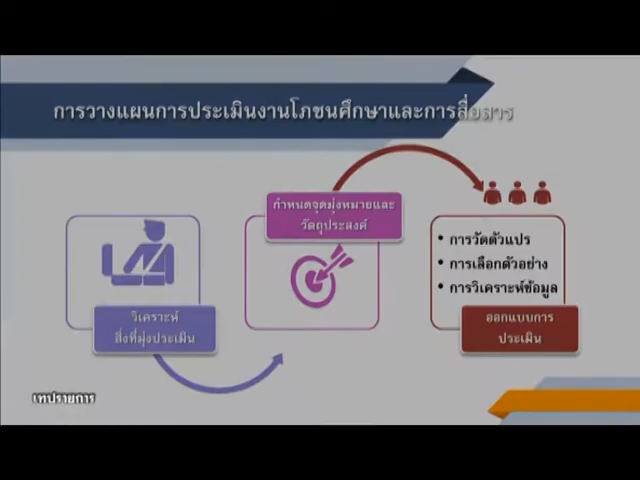 การวางแผนการประเมินงานโภชนศึกษาและการสื่อสาร
กำหนดจุดมุ่งหมายและ
วัตถุประสงค์
• การวัดตัวแปร
• การเลือกตัวอย่าง
• การวิเคราะห์ข้อมูล
วิเคราะห์
สิ่งที่มุ่งประเมิน
ออกแบบการ
ประเมิน
เทปรายการ